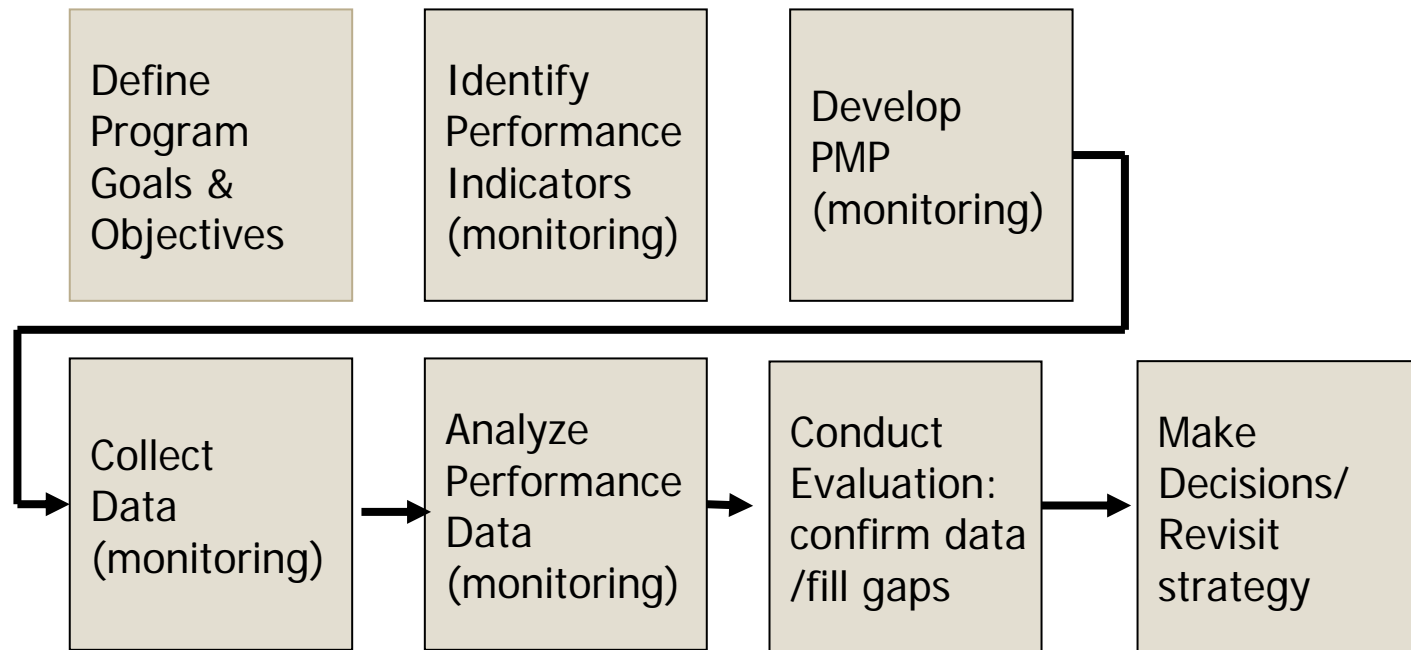 Define
Program
Goals &
Objectives
Identify
Performance
Indicators
(monitoring)
Develop
PMP
(monitoring)
Collect
Data
(monitoring)
Analyze
Performance
Data
(monitoring)
Conduct
Evaluation:
confirm data
/fill gaps
Make
Decisions/
Revisit
strategy